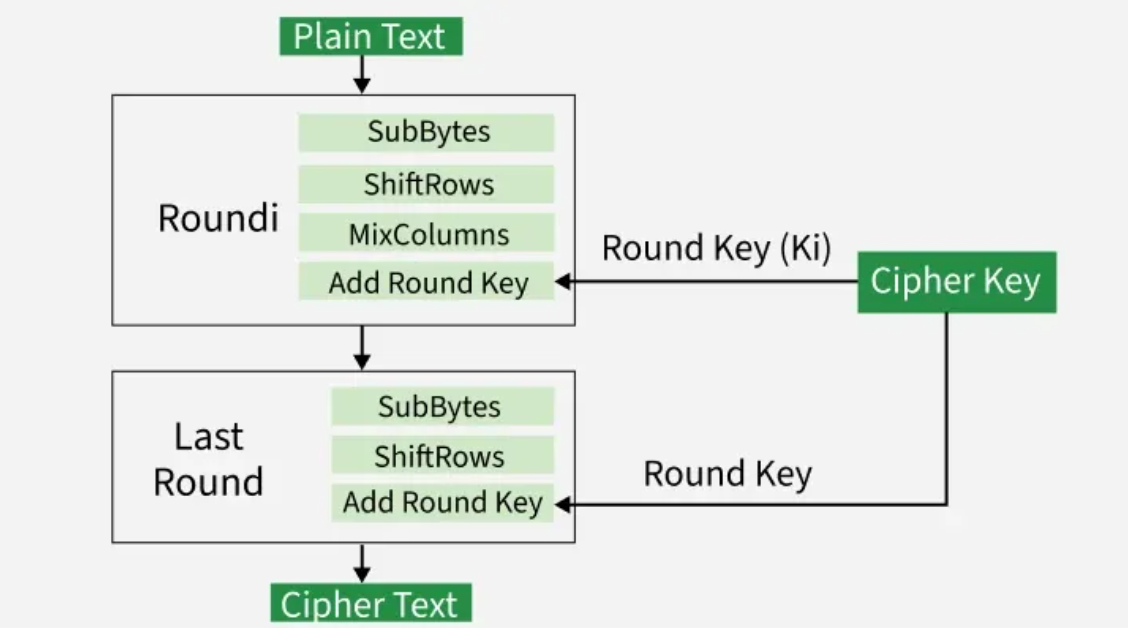 Plain Text
SubBytes
ShiftRows
Roundi
MixColumns
Add Round Key
Round Key (Ki)
Cipher Key
SubBytes
ShiftRows
Add Round Key
Last
Round
Round Key
Cipher Text